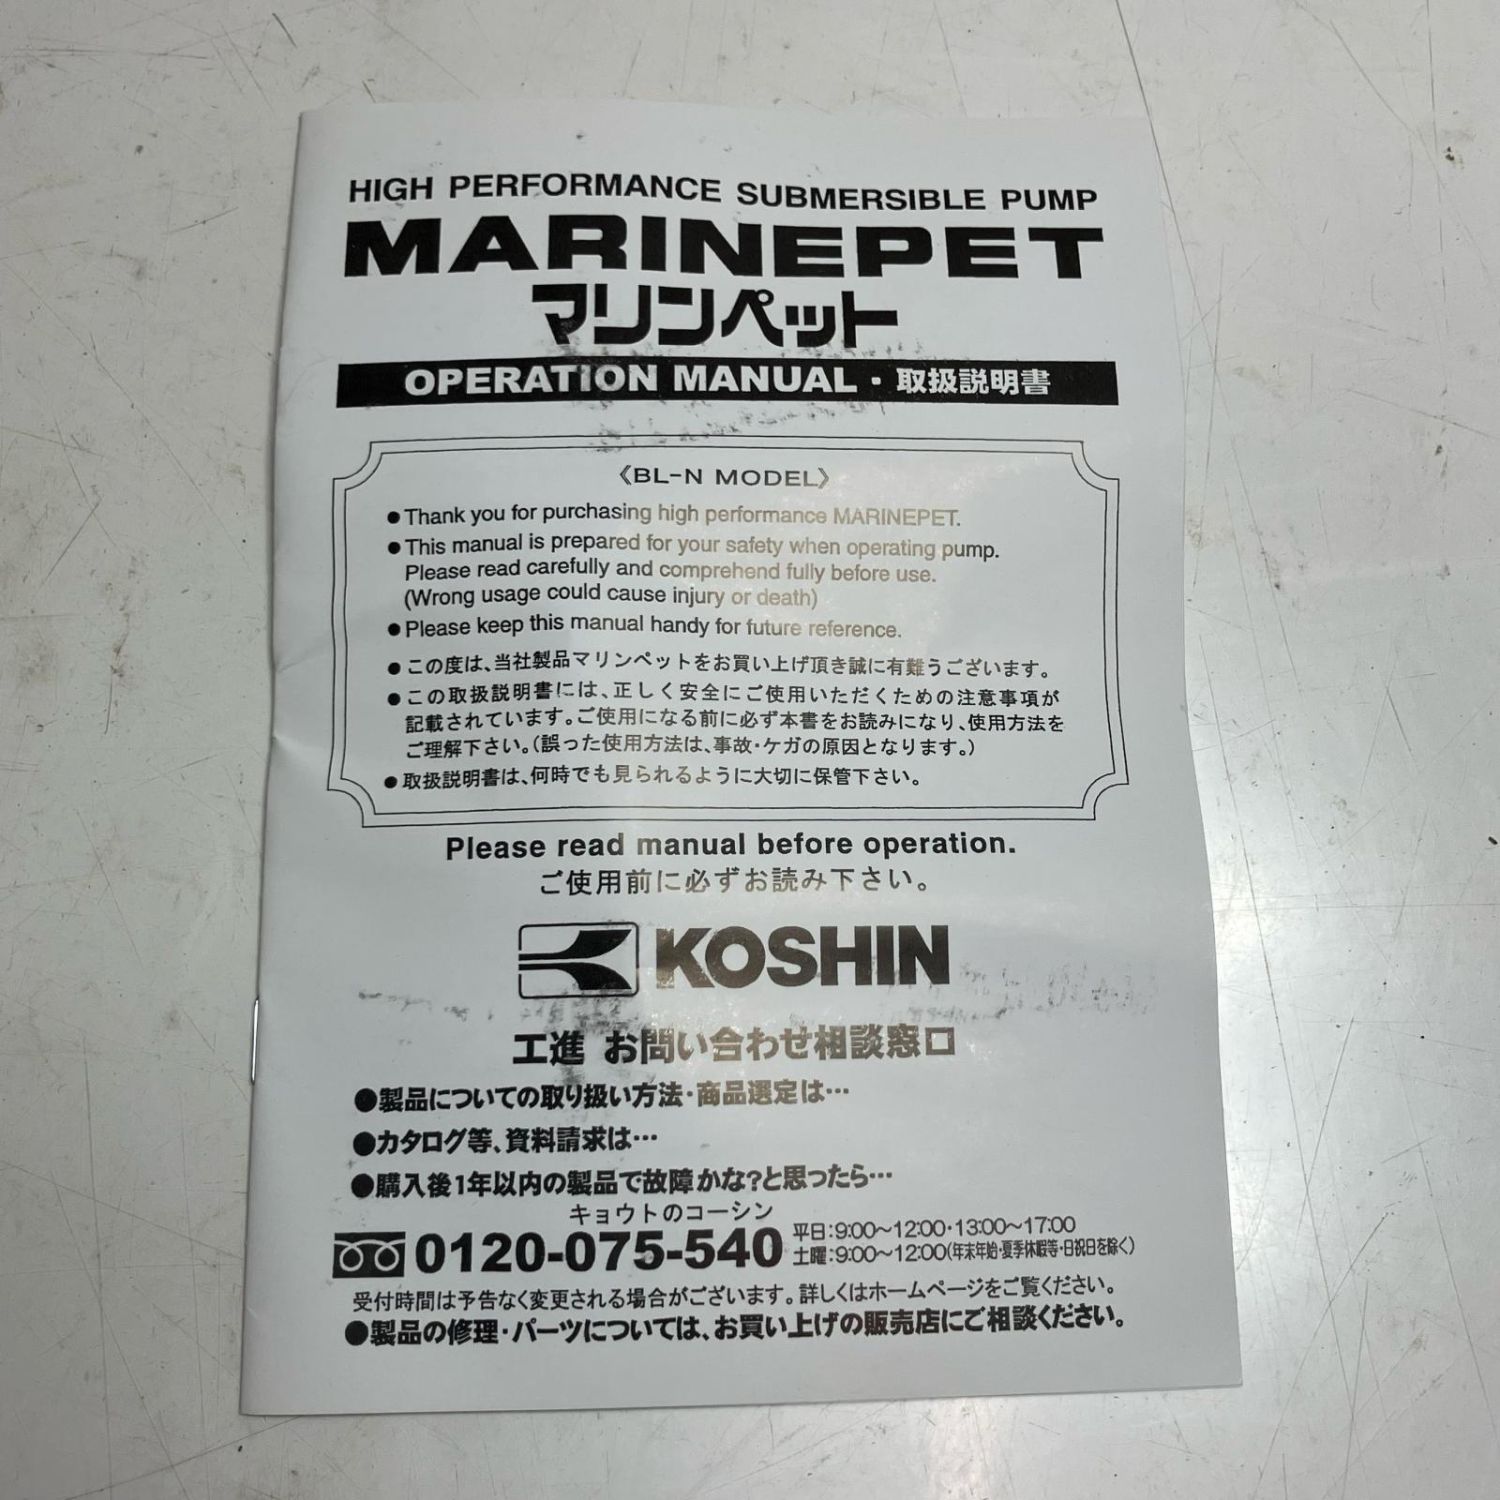 HIGH PERFORMANCE SUBMERSIBLE PUMP
MARINEPET
マリンペット
OPERATION MANUAL・取扱説明書
《BL-N MODEL》
●Thank you for purchasing high performance MARINEPET.
●This manual is prepared for your safety when operating pump.
Please read carefully and comprehend fully before use.
(Wrong usage could cause injury or death)
●Please keep this manual handy for future reference.
●この度は、当社製品マリンペットをお買い上げ頂き誠に有難うございます。
●この取扱説明書には、正しく安全にご使用いただくための注意事項が
記載されています。ご使用になる前に必ず本書をお読みになり、使用方法を
ご理解下さい。(誤った使用方法は、事故・ケガの原因となります。)
●取扱説明書は、何時でも見られるように大切に保管下さい。
Please read manual before operation.
ご使用前に必ずお読み下さい。
KOSHIN
工進 お問い合わせ相談窓口
●製品についての取り扱い方法・商品選定は…
●カタログ等、資料請求は…
●購入後1年以内の製品で故障かな?と思ったら…
キョウトのコーシン
0120-075-540
平日:9:00〜12:00・13:00〜17:00
土曜:9:00〜12:00(年末年始・夏季休暇等・日祝日を除く)
受付時間は予告なく変更される場合がございます。詳しくはホームページをご覧ください。
●製品の修理・パーツについては、お買い上げの販売店にご相談ください。